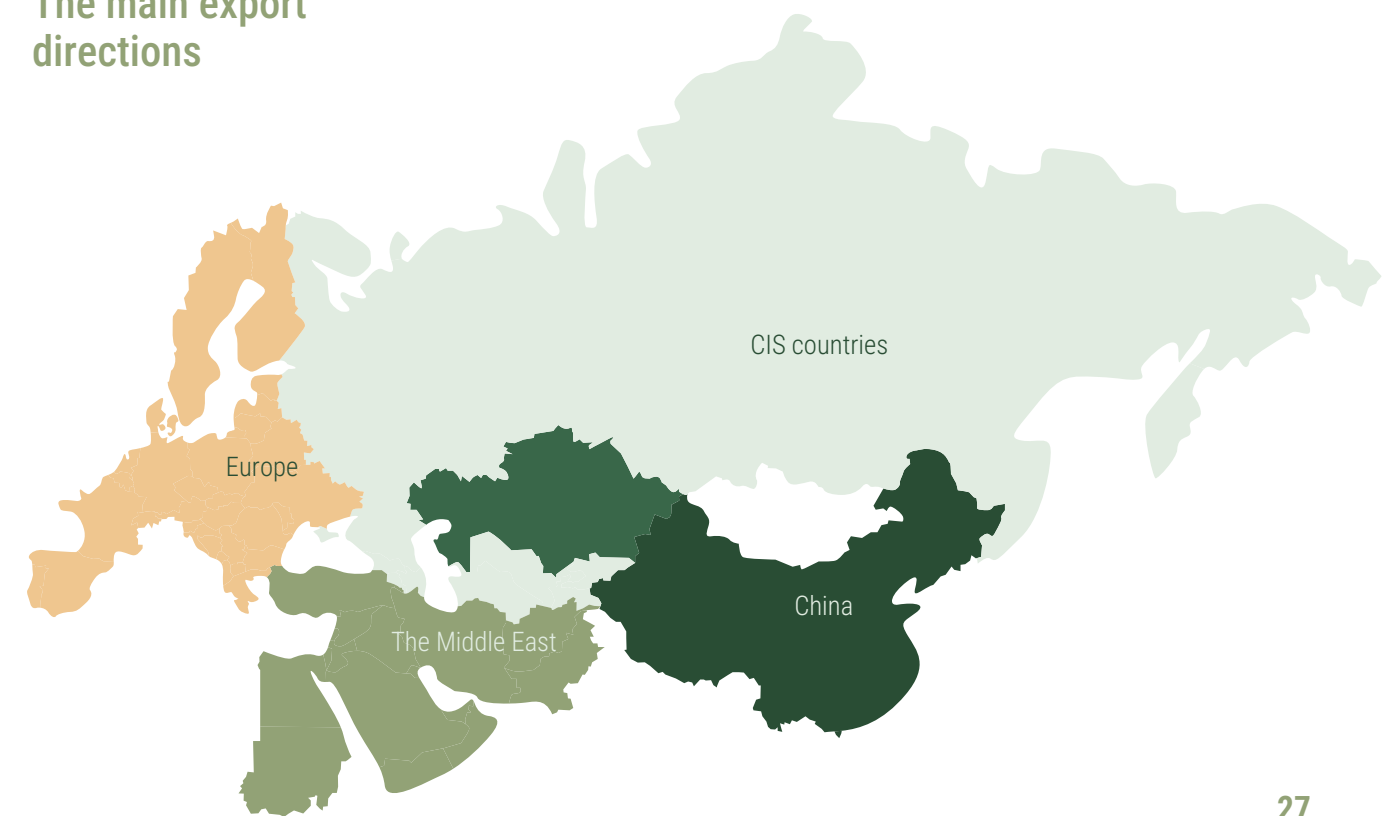 The main export
directions
CIS countries
Europe
China
The Middle East
27